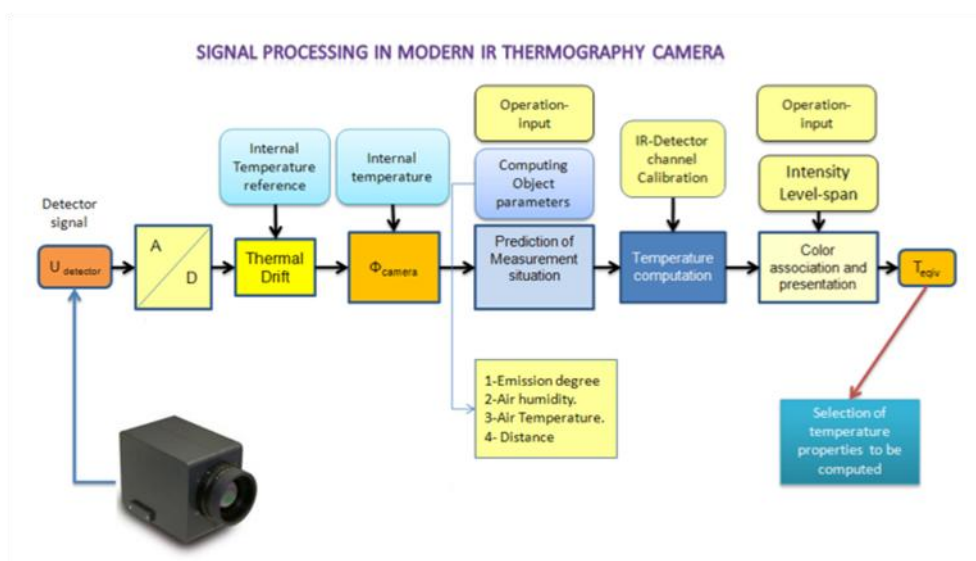 SIGNAL PROCESSING IN MODERN IR THERMOGRAPHY CAMERA
Operation-
input
Operation-
input
Internal
Temperature
reference
Internal
temperature
Computing
Object
parameters
IR-Detector
channel
Calibration
Intensity
Level-span
Detector
signal
U detector
A
D
Thermal
Drift
Φcamera
Prediction of
Measurement
situation
Temperature
computation
Color
association and
presentation
Teqiv
1-Emission degree
2-Air humidity.
3-Air Temperature.
4- Distance
Selection of
temperature
properties to be
computed